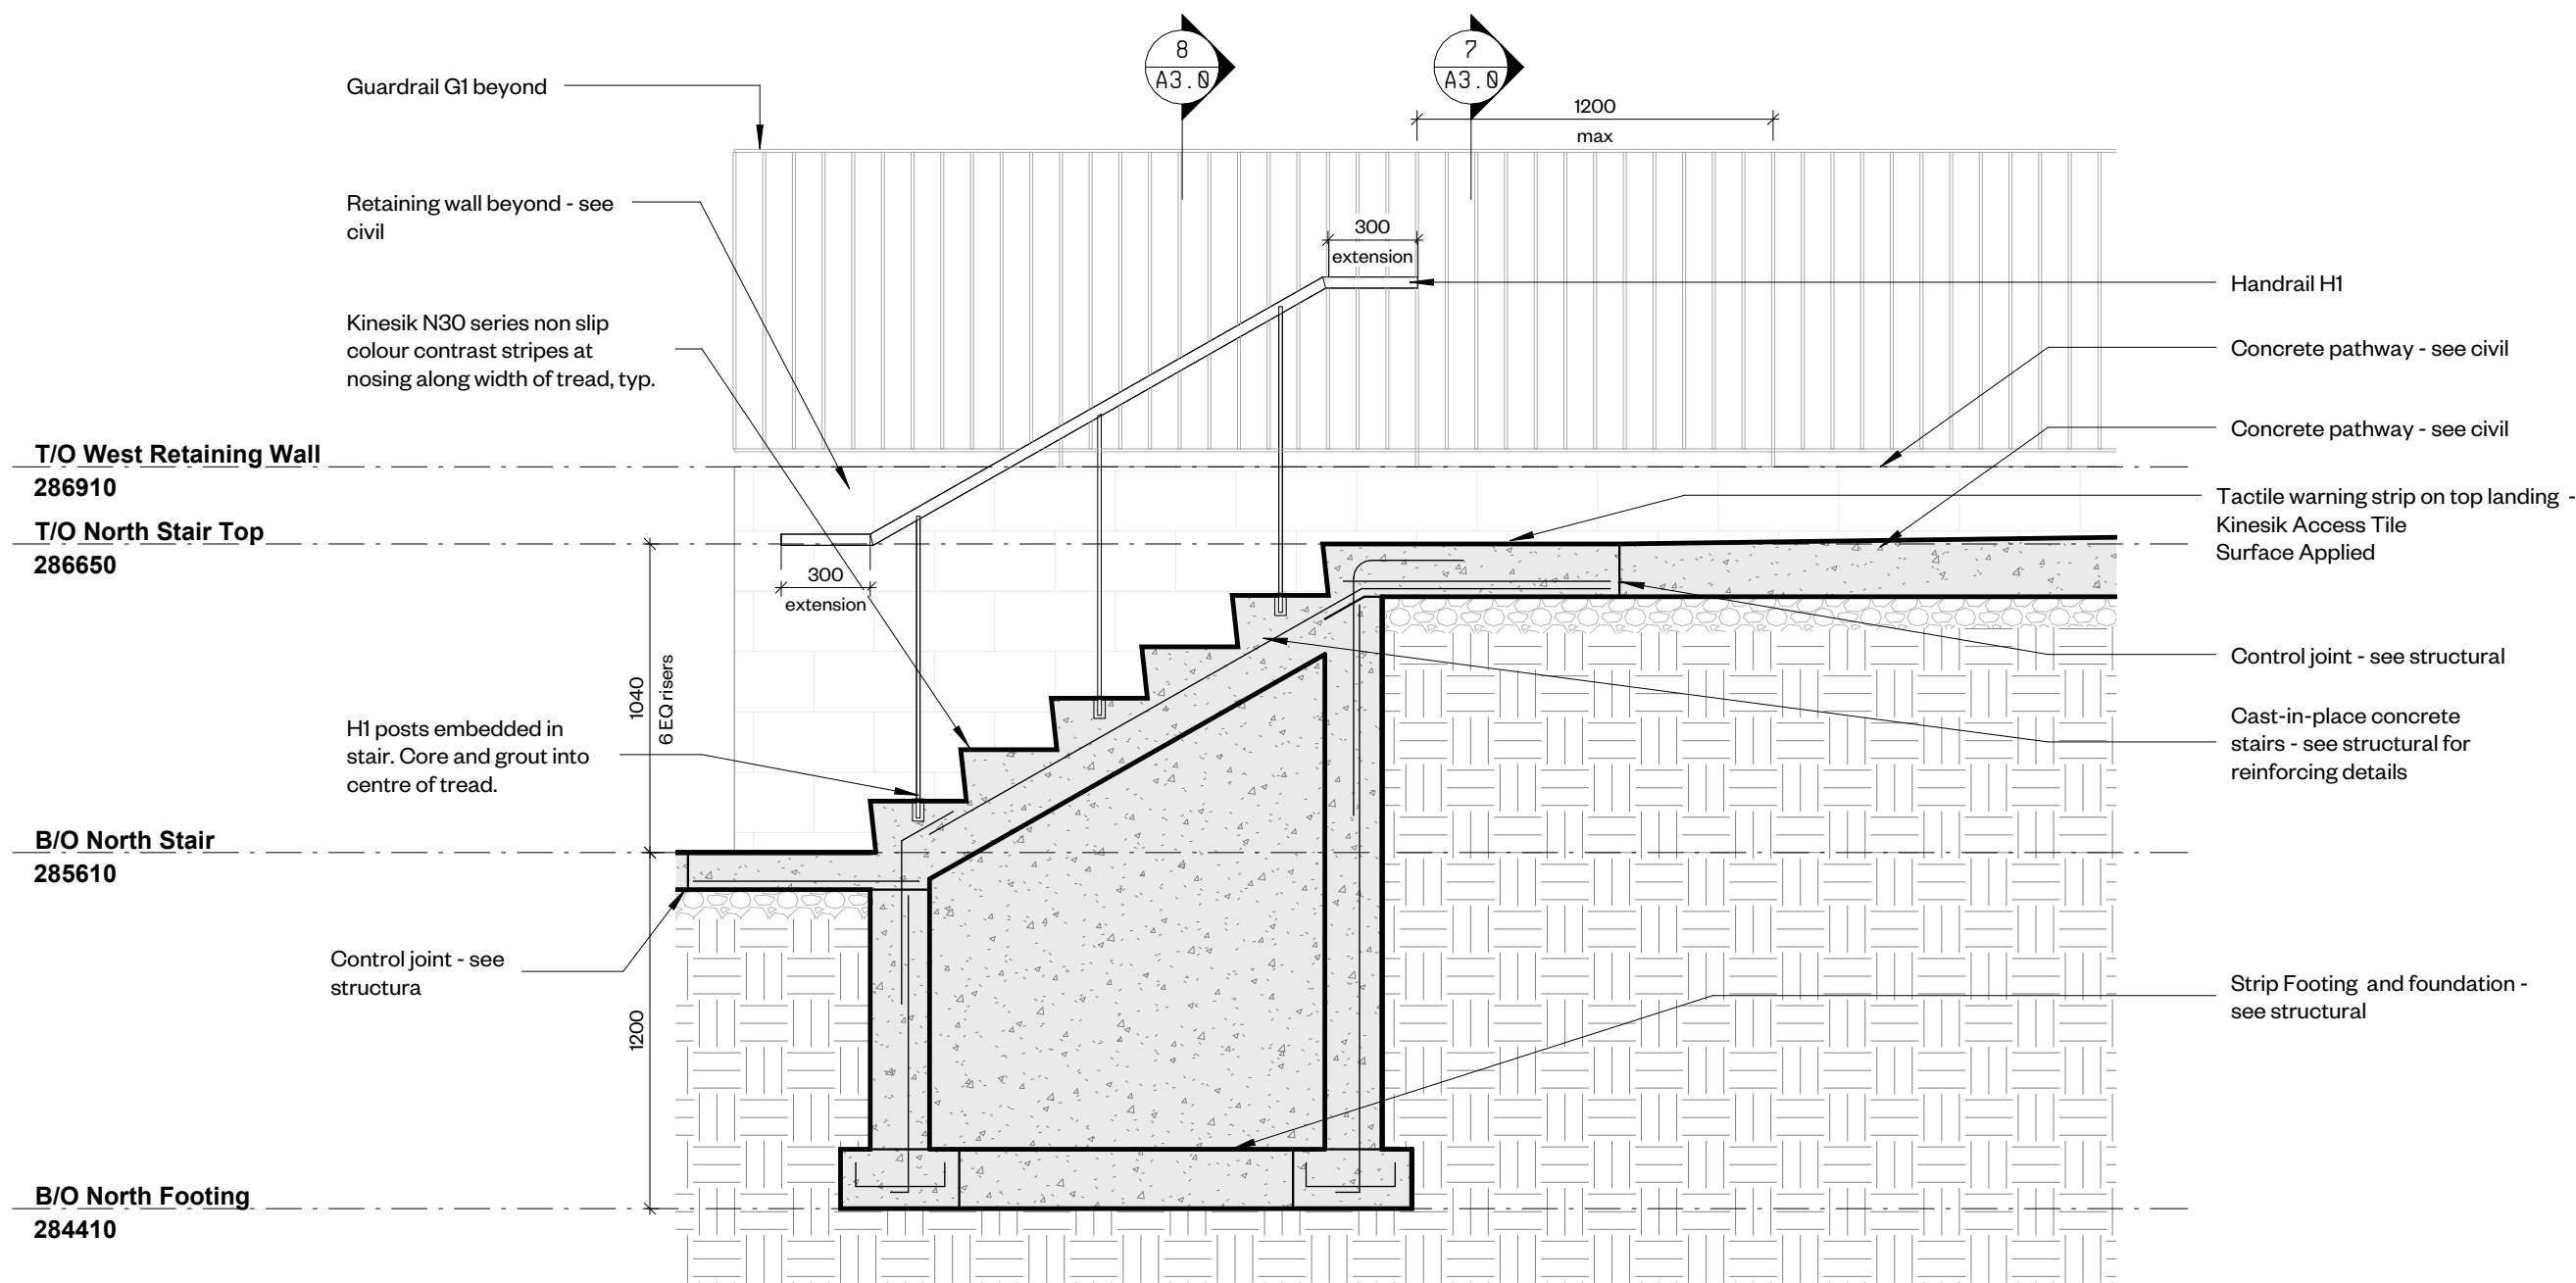 8
A3.0
7
A3.0
1200
max
Guardrail G1 beyond
Retaining wall beyond - see
civil
300
extension
Handrail H1
Kinesik N30 series non slip
colour contrast stripes at
nosing along width of tread, typ.
Concrete pathway - see civil
Concrete pathway - see civil
T/O West Retaining Wall
286910
Tactile warning strip on top landing -
Kinesik Access Tile
Surface Applied
T/O North Stair Top
286650
300
extension
Control joint - see structural
1040
6 EQ risers
Cast-in-place concrete
stairs - see structural for
reinforcing details
H1 posts embedded in
stair. Core and grout into
centre of tread.
B/O North Stair
285610
Control joint - see
structura
1200
Strip Footing and foundation -
see structural
B/O North Footing
284410